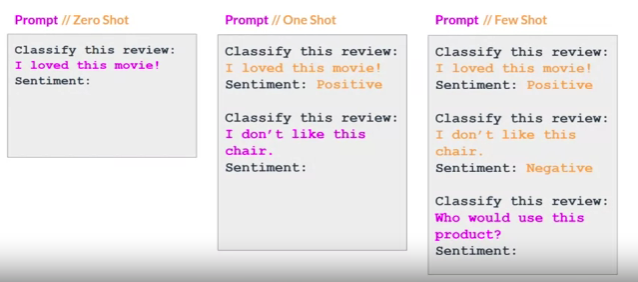 Prompt // Zero Shot
Classify this review:
I loved this movie!
Sentiment:
Prompt // One Shot
Classify this review:
I loved this movie!
Sentiment: Positive
Classify this review:
I don't like this
chair.
Sentiment:
Prompt // Few Shot
Classify this review:
I loved this movie!
Sentiment: Positive
Classify this review:
I don't like this
chair.
Sentiment: Negative
Classify this review:
Who would use this
product?
Sentiment: